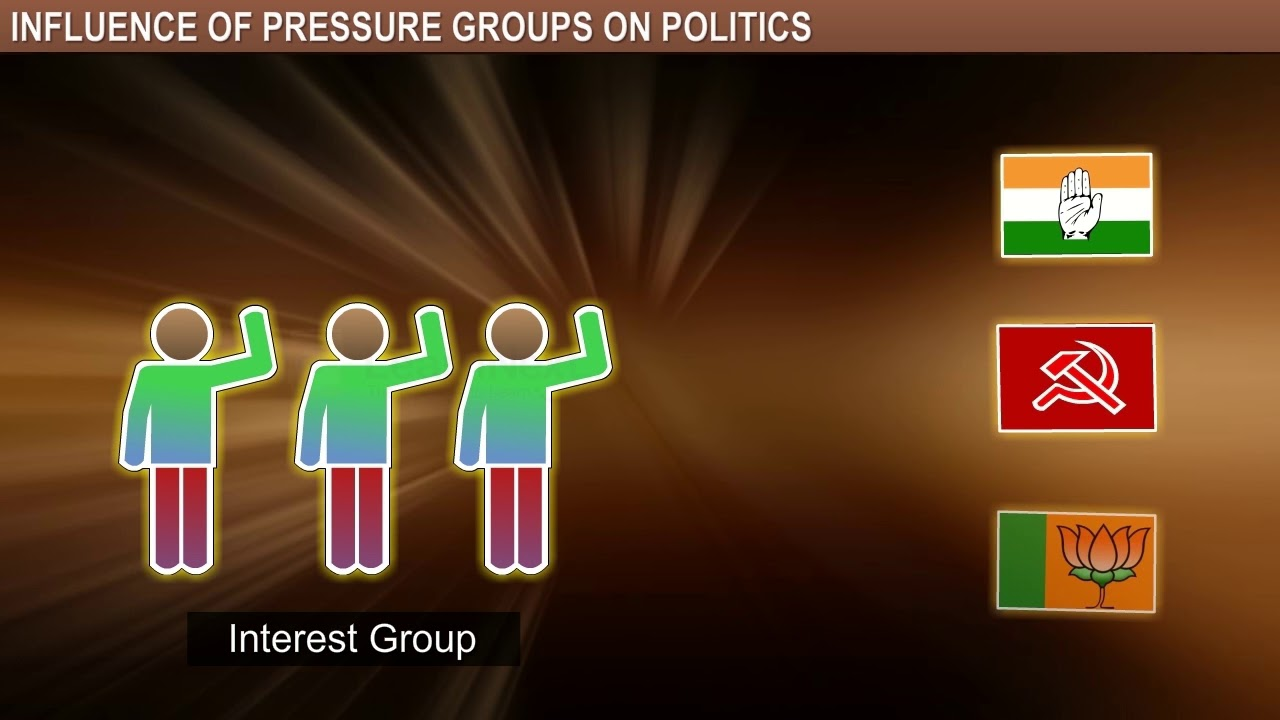 INFLUENCE OF PRESSURE GROUPS ON POLITICS
Interest Group